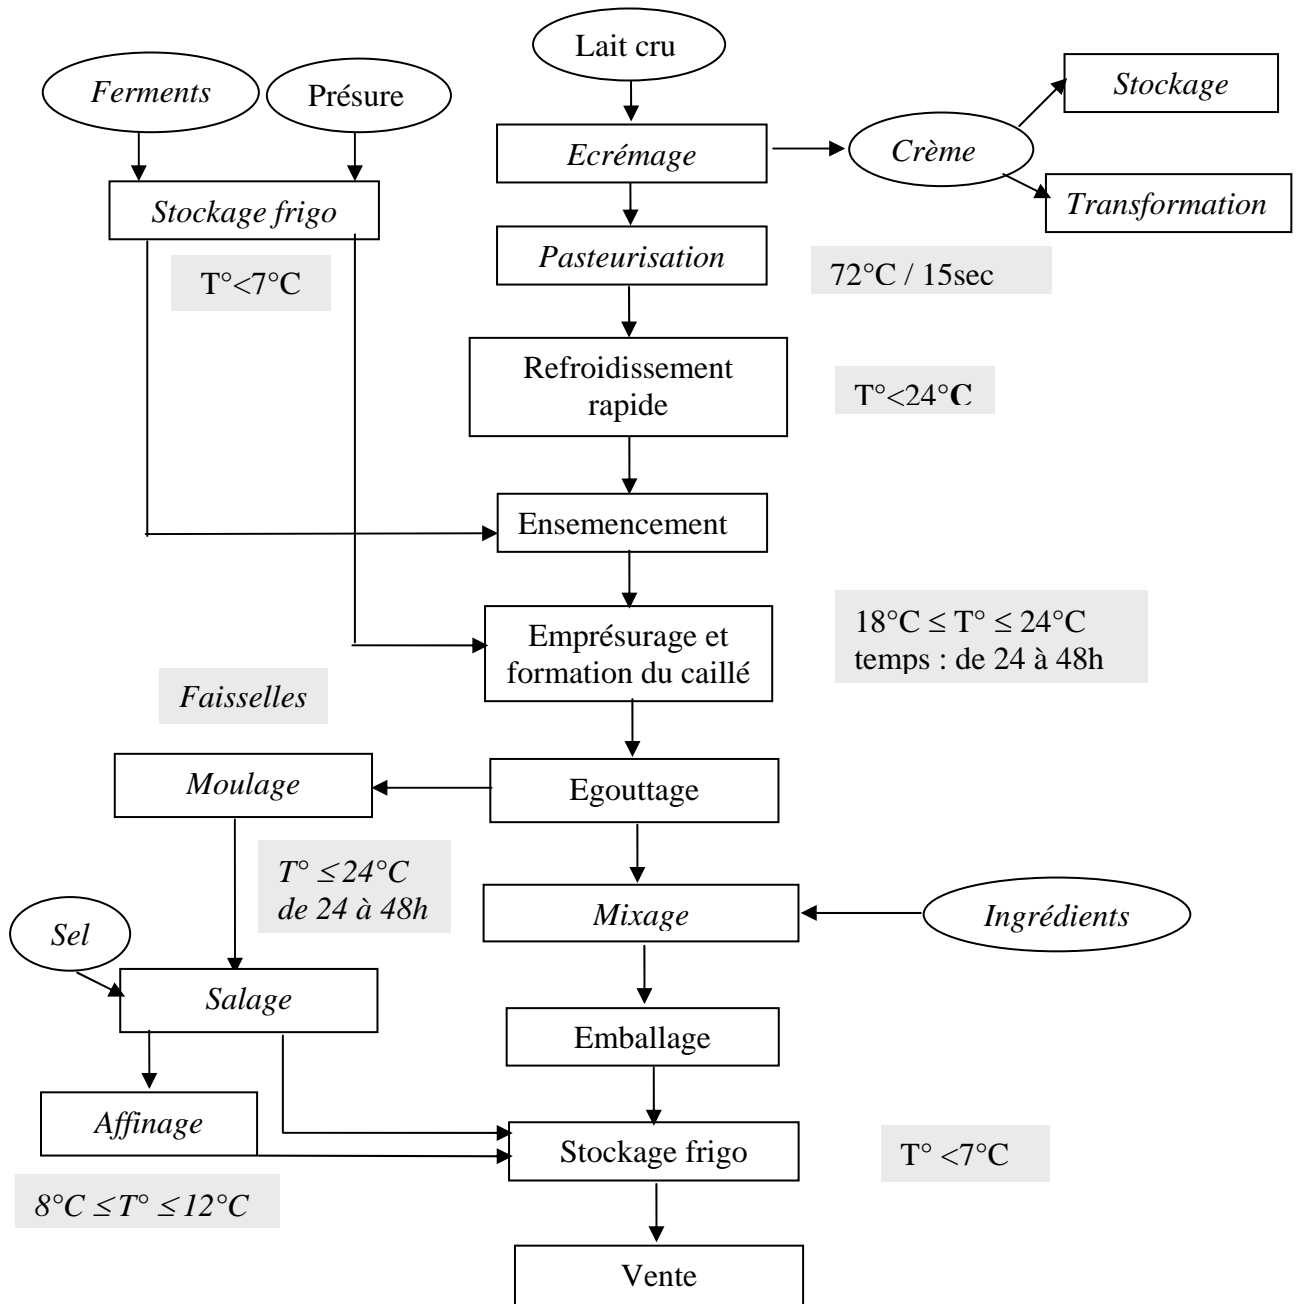 Lait cru
Ferments
Présure
Stockage
Ecrémage
Crème
Stockage frigo
Transformation
Pasteurisation
T°<7°C
72°C / 15sec
Refroidissement
rapide
T°<24°C
Ensemencement
Emprésurage et
formation du caillé
18°C ≤ T° ≤ 24°C
temps : de 24 à 48h
Faisselles
Moulage
Egouttage
T° ≤ 24°C
de 24 à 48h
Mixage
Ingrédients
Sel
Salage
Emballage
Affinage
Stockage frigo
T° <7°C
8°C ≤ T° ≤ 12°C
Vente